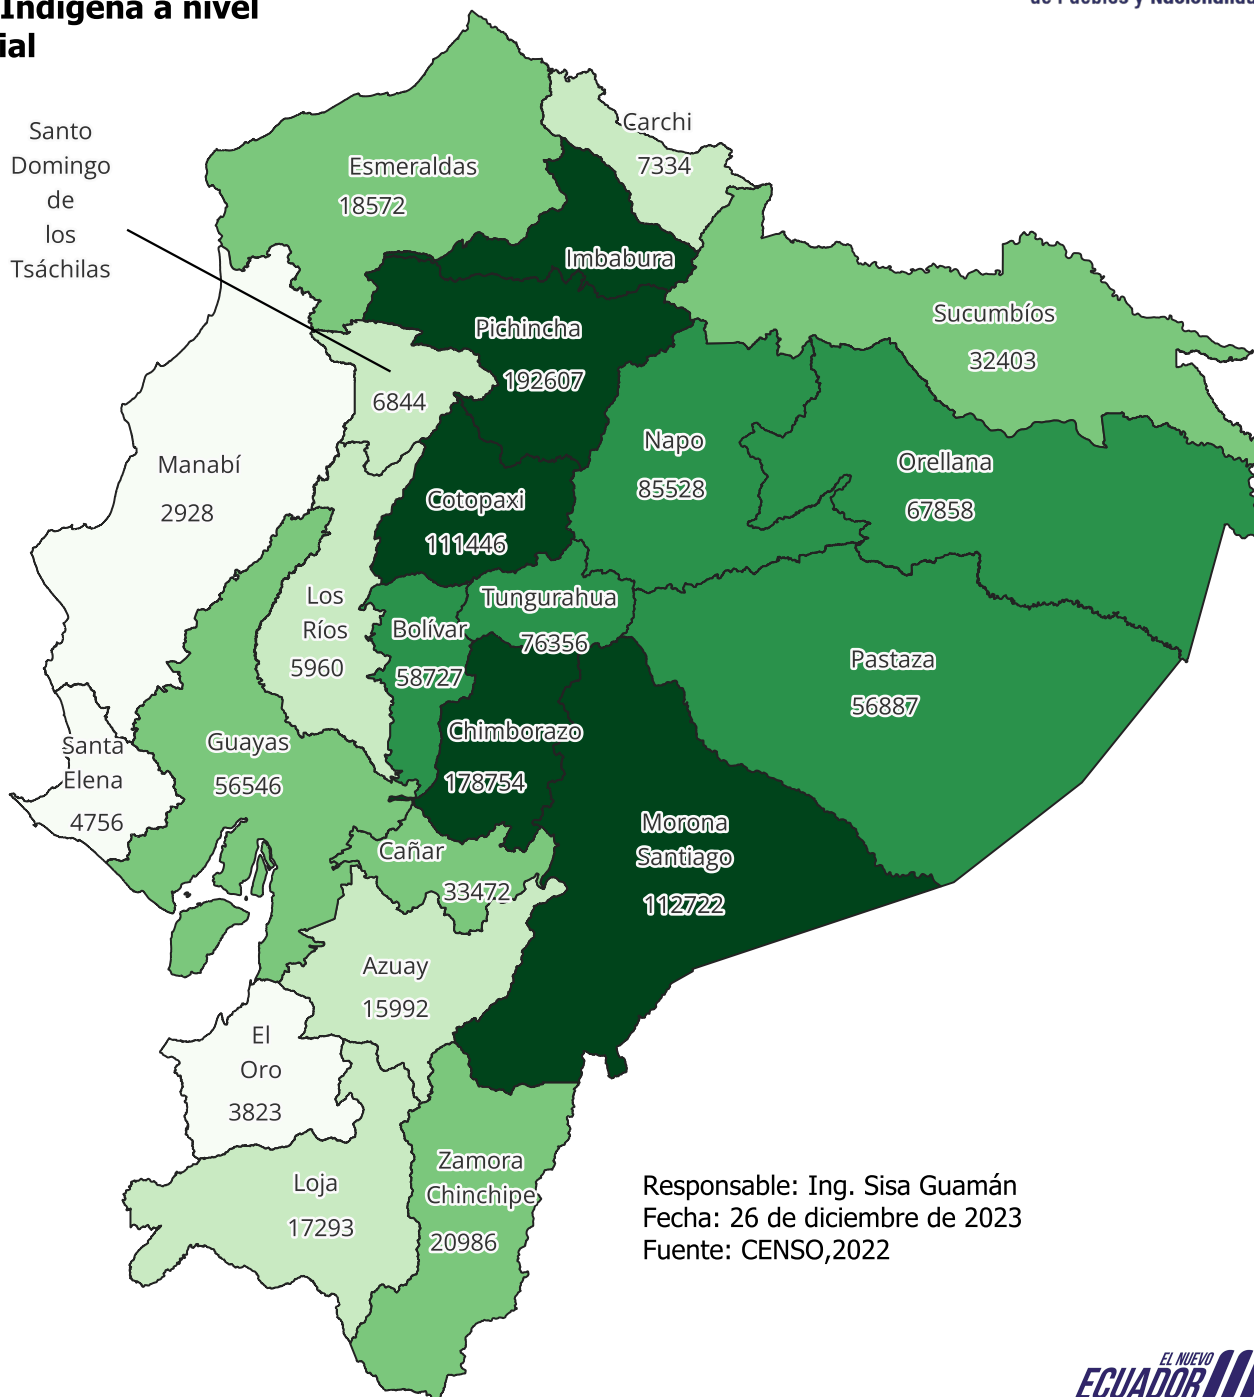 Indígena a nivel
ial
de Pueblos y Nacionalida
Santo
Domingo
de
los
Tsáchilas
Carchi
7334
Esmeraldas
18572
Imbabura
Sucumbíos
32403
Pichincha
192607
6844
Napo
85528
Orellana
67858
Manabí
2928
Cotopaxi
111446
Los
Ríos
5960
Tungurahua
76356
Bolívar
58727
Pastaza
56887
Chimborazo
178754
Santa
Elena
4756
Guayas
56546
Morona
Santiago
112722
Cañar
33472
Azuay
15992
El
Oro
3823
Zamora
Chinchipe
20986
Loja
17293
Responsable: Ing. Sisa Guamán
Fecha: 26 de diciembre de 2023
Fuente: CENSO,2022
EL NUEVO
ECUADOR